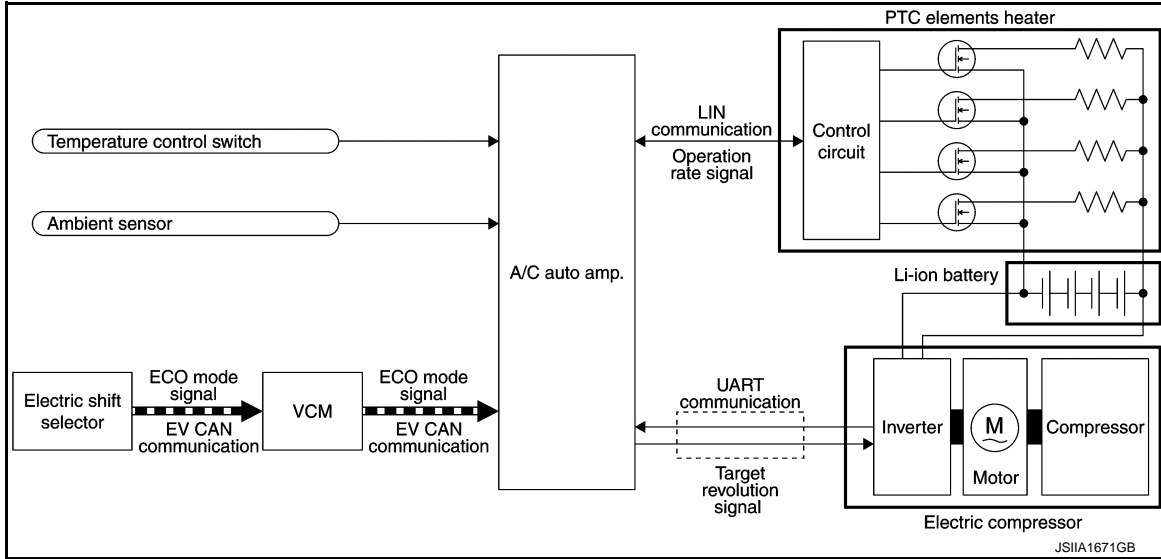 PTC elements heater
Temperature control switch
Ambient sensor
A/C auto amp.
LIN
communication
Operation
rate signal
Control
circuit
Li-ion battery
Electric shift
selector
ECO mode
signal
EV CAN
communication
VCM
ECO mode
signal
EV CAN
communication
UART
communication
Target
revolution
signal
Inverter
M
Motor
Compressor
Electric compressor
JSIIA1671GB